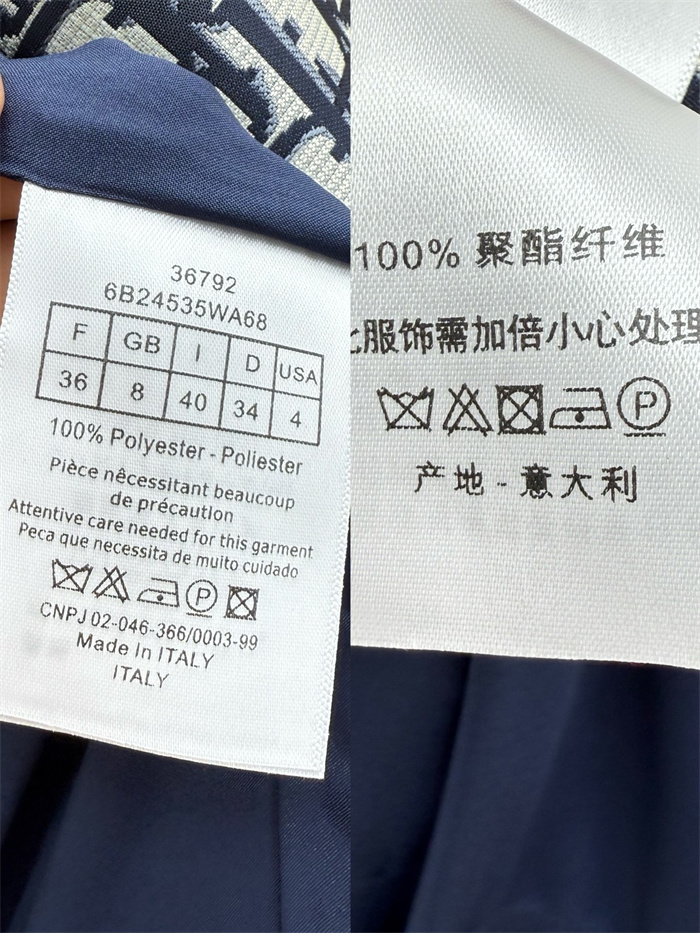 36792
6B24535WA68
F GB I D USA
36 8 40 34 4
100% Polyester - Poliester
Pièce nêcessitant beaucoup
de précaution
Attentive care needed for this garment
Peca que necessita de muito cuidado
P
CNPJ 02-046-366/0003-99
Made In ITALY
ITALY
100% 聚酯纤维
服饰需加倍小心处理
P
产地 - 意大利